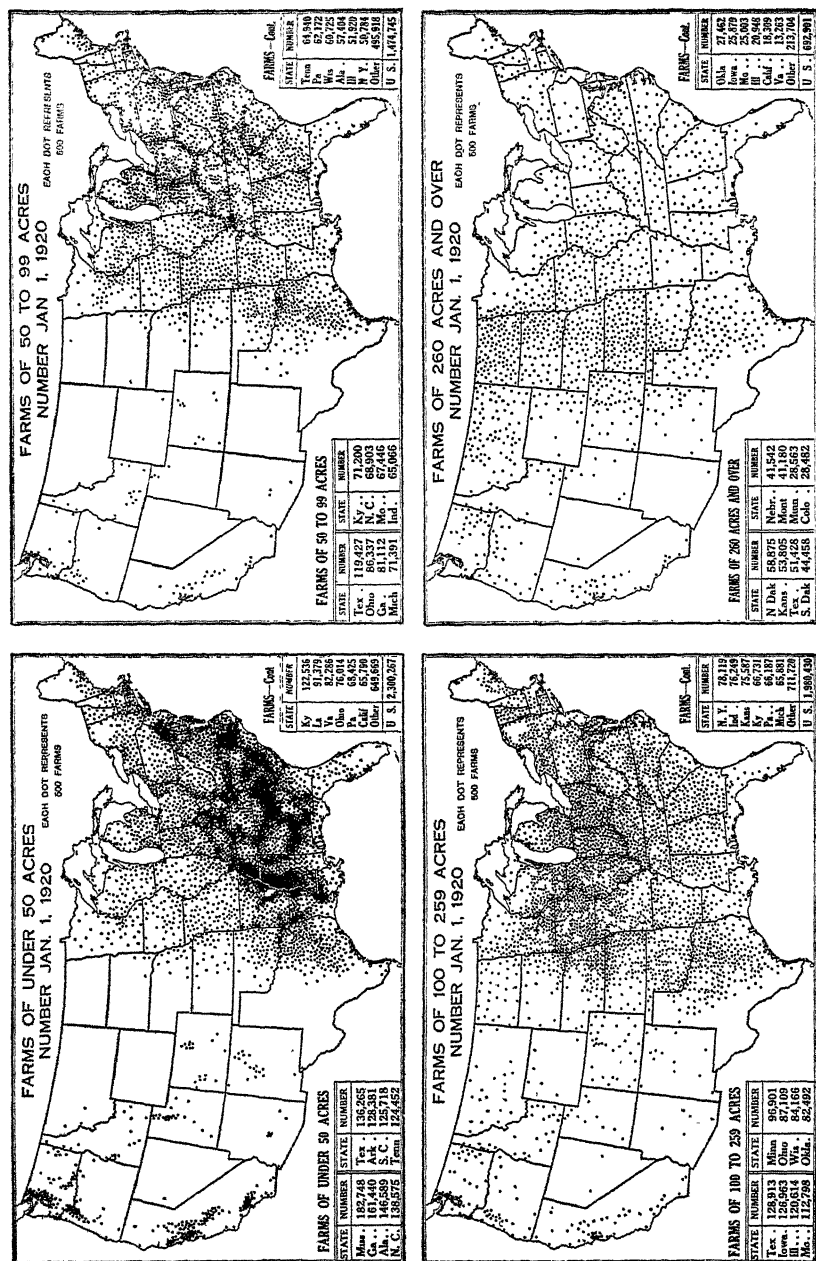 FARMS OF UNDER 50 ACRES
NUMBER JAN. 1, 1920
EACH DOT REPRESENTS
500 FARMS
FARMS OF UNDER 50 ACRES
STATE NUMBER STATE NUMBER
Miss. 182,748 Tex 136,265
Ga. 161,440 Ark 128,381
Ala. 146,589 S. C. 125,718
N. C. 138,575 Tenn 124,452
FARMS—Cont
STATE NUMBER
Ky 122,536
La 91,379
Va 82,286
Ohio 76,014
Pa 68,425
Calif 65,790
Other 649,669
U S. 2,300,267
FARMS OF 50 TO 99 ACRES
NUMBER JAN 1, 1920
EACH DOT REPRESENTS
500 FARMS
FARMS OF 50 TO 99 ACRES
STATE NUMBER STATE NUMBER
Tex 119,427 Ky. 71,200
Ohio 86,337 N. C. 68,903
Ga. 81,112 Mo. 67,446
Mich 71,391 Ind. 65,066
FARMS—Cont.
STATE NUMBER
Tenn 64,940
Pa 62,172
Wis 60,725
Ala. 57,404
Ill 51,920
N Y. 50,784
Other 495,918
U S. 1,474,745
FARMS OF 100 TO 259 ACRES
NUMBER JAN. 1, 1920
EACH DOT REPRESENTS
500 FARMS
FARMS OF 100 TO 259 ACRES
STATE NUMBER STATE NUMBER
Tex. 128,913 Minn 96,901
Iowa. 126,963 Ohio 87,109
Ill. 120,614 Wis 84,166
Mo. 112,798 Okla. 82,492
FARMS—Cont
STATE NUMBER
N. Y. 78,119
Ind. 76,249
Kans 75,587
Ky. 66,731
Pa. 66,187
Mich 65,881
Other 711,720
U S. 1,980,430
FARMS OF 260 ACRES AND OVER
NUMBER JAN. 1, 1920
EACH DOT REPRESENTS
500 FARMS
FARMS OF 260 ACRES AND OVER
STATE NUMBER STATE NUMBER
N Dak 58,875 Nebr. 41,542
Kans. 53,805 Mont 41,180
Tex. 51,428 Minn 28,563
S. Dak 44,458 Colo 28,482
FARMS—Cont.
STATE NUMBER
Okla 27,462
Iowa 25,879
Mo. 25,003
Ill 20,948
Calif 18,309
Va. 13,263
Other 213,704
U S. 692,901